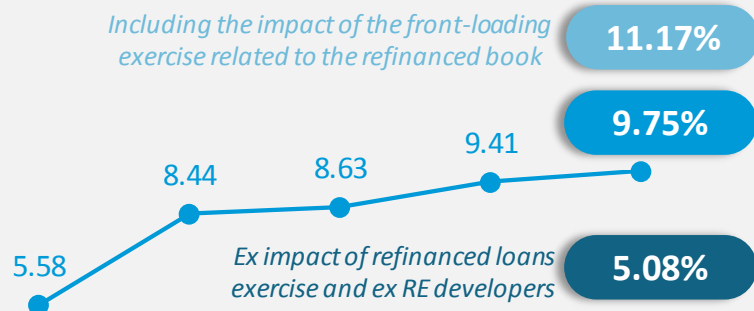 Including the impact of the front-loading
exercise related to the refinanced book
11.17%
9.75%
9.41
8.63
8.44
5.58
Ex impact of refinanced loans
exercise and ex RE developers
5.08%